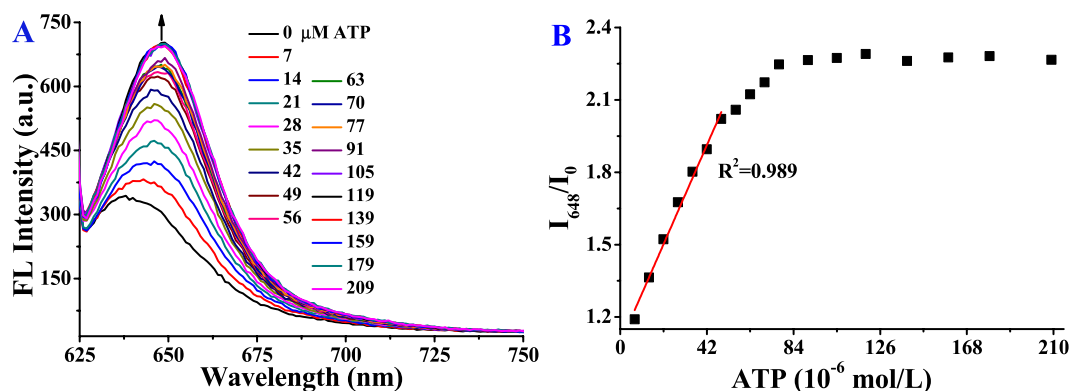 A
FL Intensity (a.u.)
750
600
450
300
150
0 μM ATP
7
14
21
28
35
42
49
56
63
70
77
91
105
119
139
159
179
209
625 650 675 700 725 750
Wavelength (nm)
B
I648/I0
2.4
2.1
1.8
1.5
1.2
R²=0.989
0 42 84 126 168 210
ATP (10⁻⁶ mol/L)